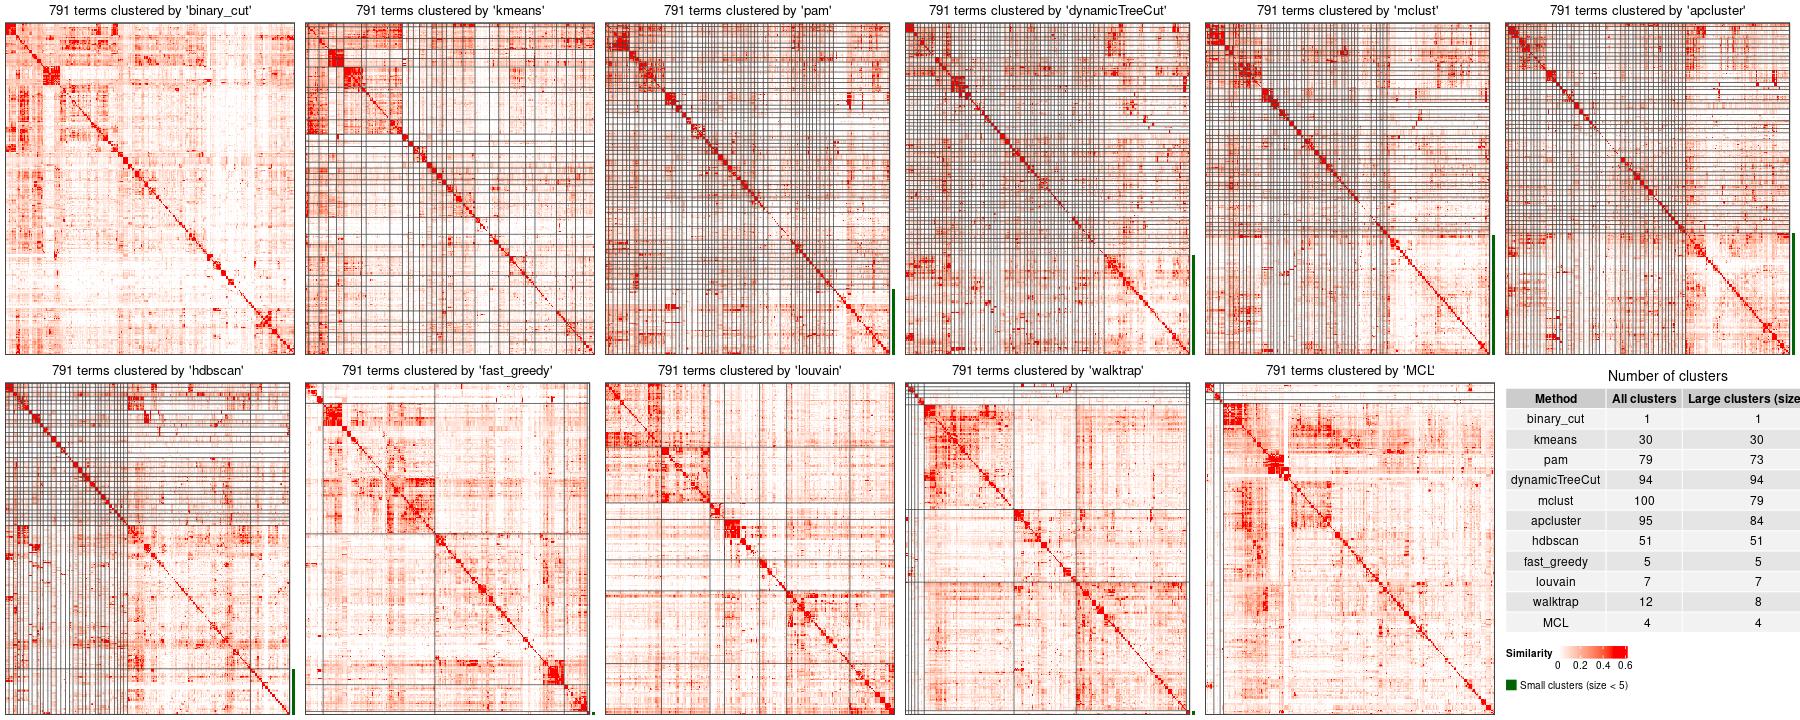 791 terms clustered by 'binary_cut'
791 terms clustered by 'kmeans'
791 terms clustered by 'pam'
791 terms clustered by 'dynamicTreeCut'
791 terms clustered by 'mclust'
791 terms clustered by 'apcluster'
791 terms clustered by 'hdbscan'
791 terms clustered by 'fast_greedy'
791 terms clustered by 'louvain'
791 terms clustered by 'walktrap'
791 terms clustered by 'MCL'
Number of clusters
Method All clusters Large clusters (size
binary_cut 1 1
kmeans 30 30
pam 79 73
dynamicTreeCut 94 94
mclust 100 79
apcluster 95 84
hdbscan 51 51
fast_greedy 5 5
louvain 7 7
walktrap 12 8
MCL 4 4
Similarity
0 0.2 0.4 0.6
Small clusters (size < 5)